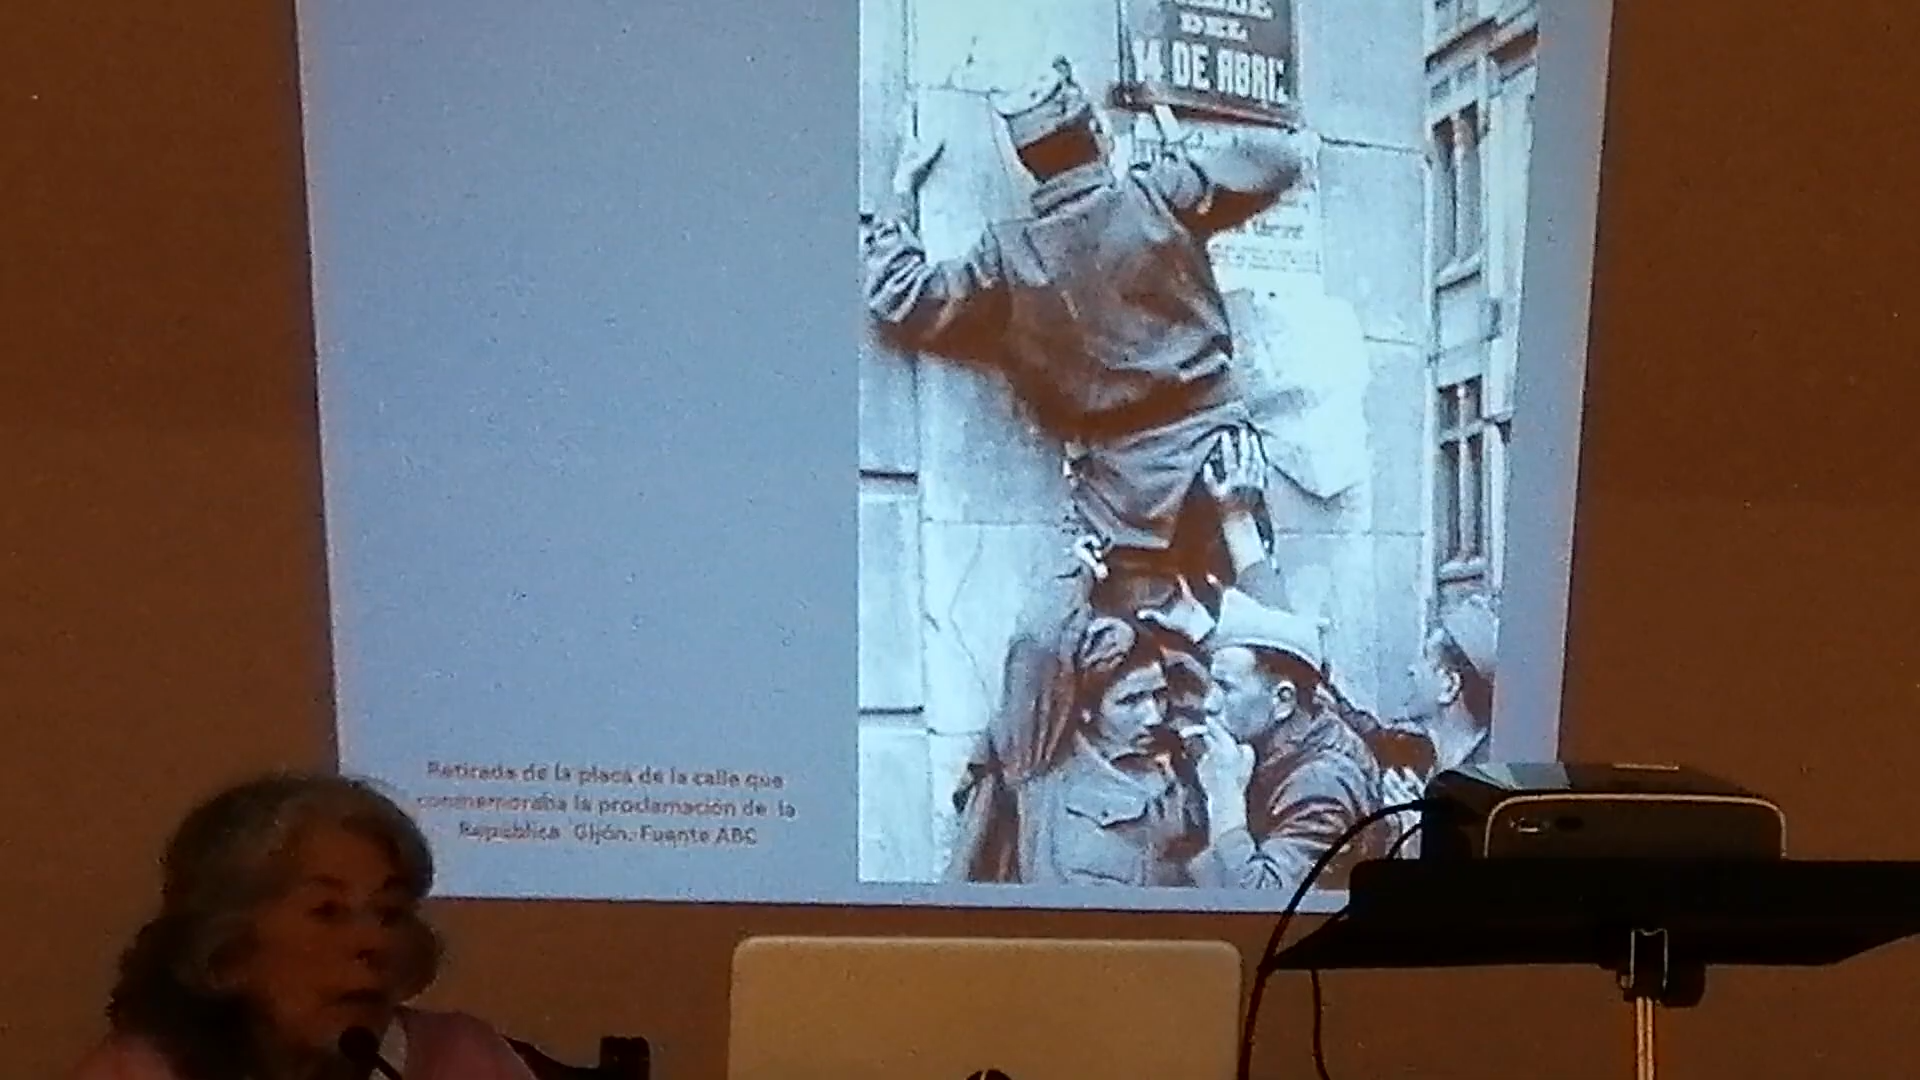 CALLE
DEL
14 DE ABRIL
Retirada de la placa de la calle que
conmemoraba la proclamación de la
República Gijón. Fuente ABC